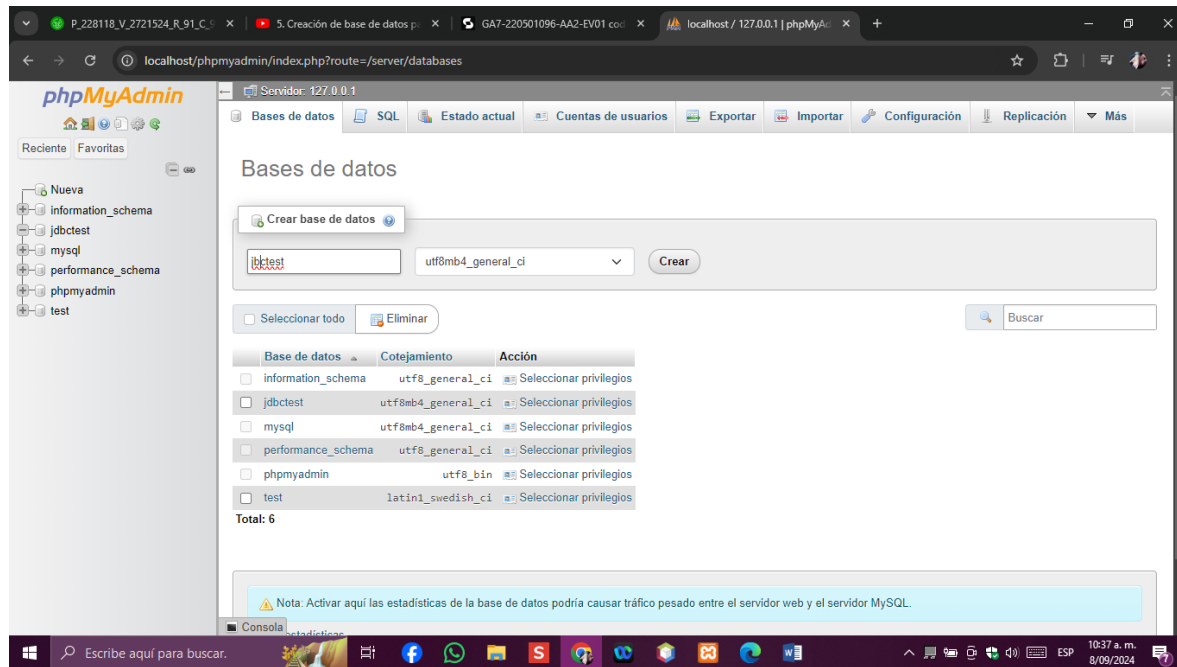 P_228118_V_2721524_R_91_C_9
5. Creación de base de datos p
GA7-220501096-AA2-EV01 cod
localhost / 127.0.0.1 | phpMyAd
localhost/phpmyadmin/index.php?route=/server/databases
phpMyAdmin
Reciente Favoritas
Nueva
information_schema
jdbctest
mysql
performance_schema
phpmyadmin
test
Servidor: 127.0.0.1
Bases de datos SQL Estado actual Cuentas de usuarios Exportar Importar Configuración Replicación Más
Bases de datos
Crear base de datos
jbctest utf8mb4_general_ci Crear
Seleccionar todo Eliminar Buscar
Base de datos Cotejamiento Acción
information_schema utf8_general_ci Seleccionar privilegios
jdbctest utf8mb4_general_ci Seleccionar privilegios
mysql utf8mb4_general_ci Seleccionar privilegios
performance_schema utf8_general_ci Seleccionar privilegios
phpmyadmin utf8_bin Seleccionar privilegios
test latin1_swedish_ci Seleccionar privilegios
Total: 6
Nota: Activar aquí las estadísticas de la base de datos podría causar tráfico pesado entre el servidor web y el servidor MySQL.
Consola estadísticas
Escribe aquí para buscar. ESP 10:37 a. m.
8/09/2024